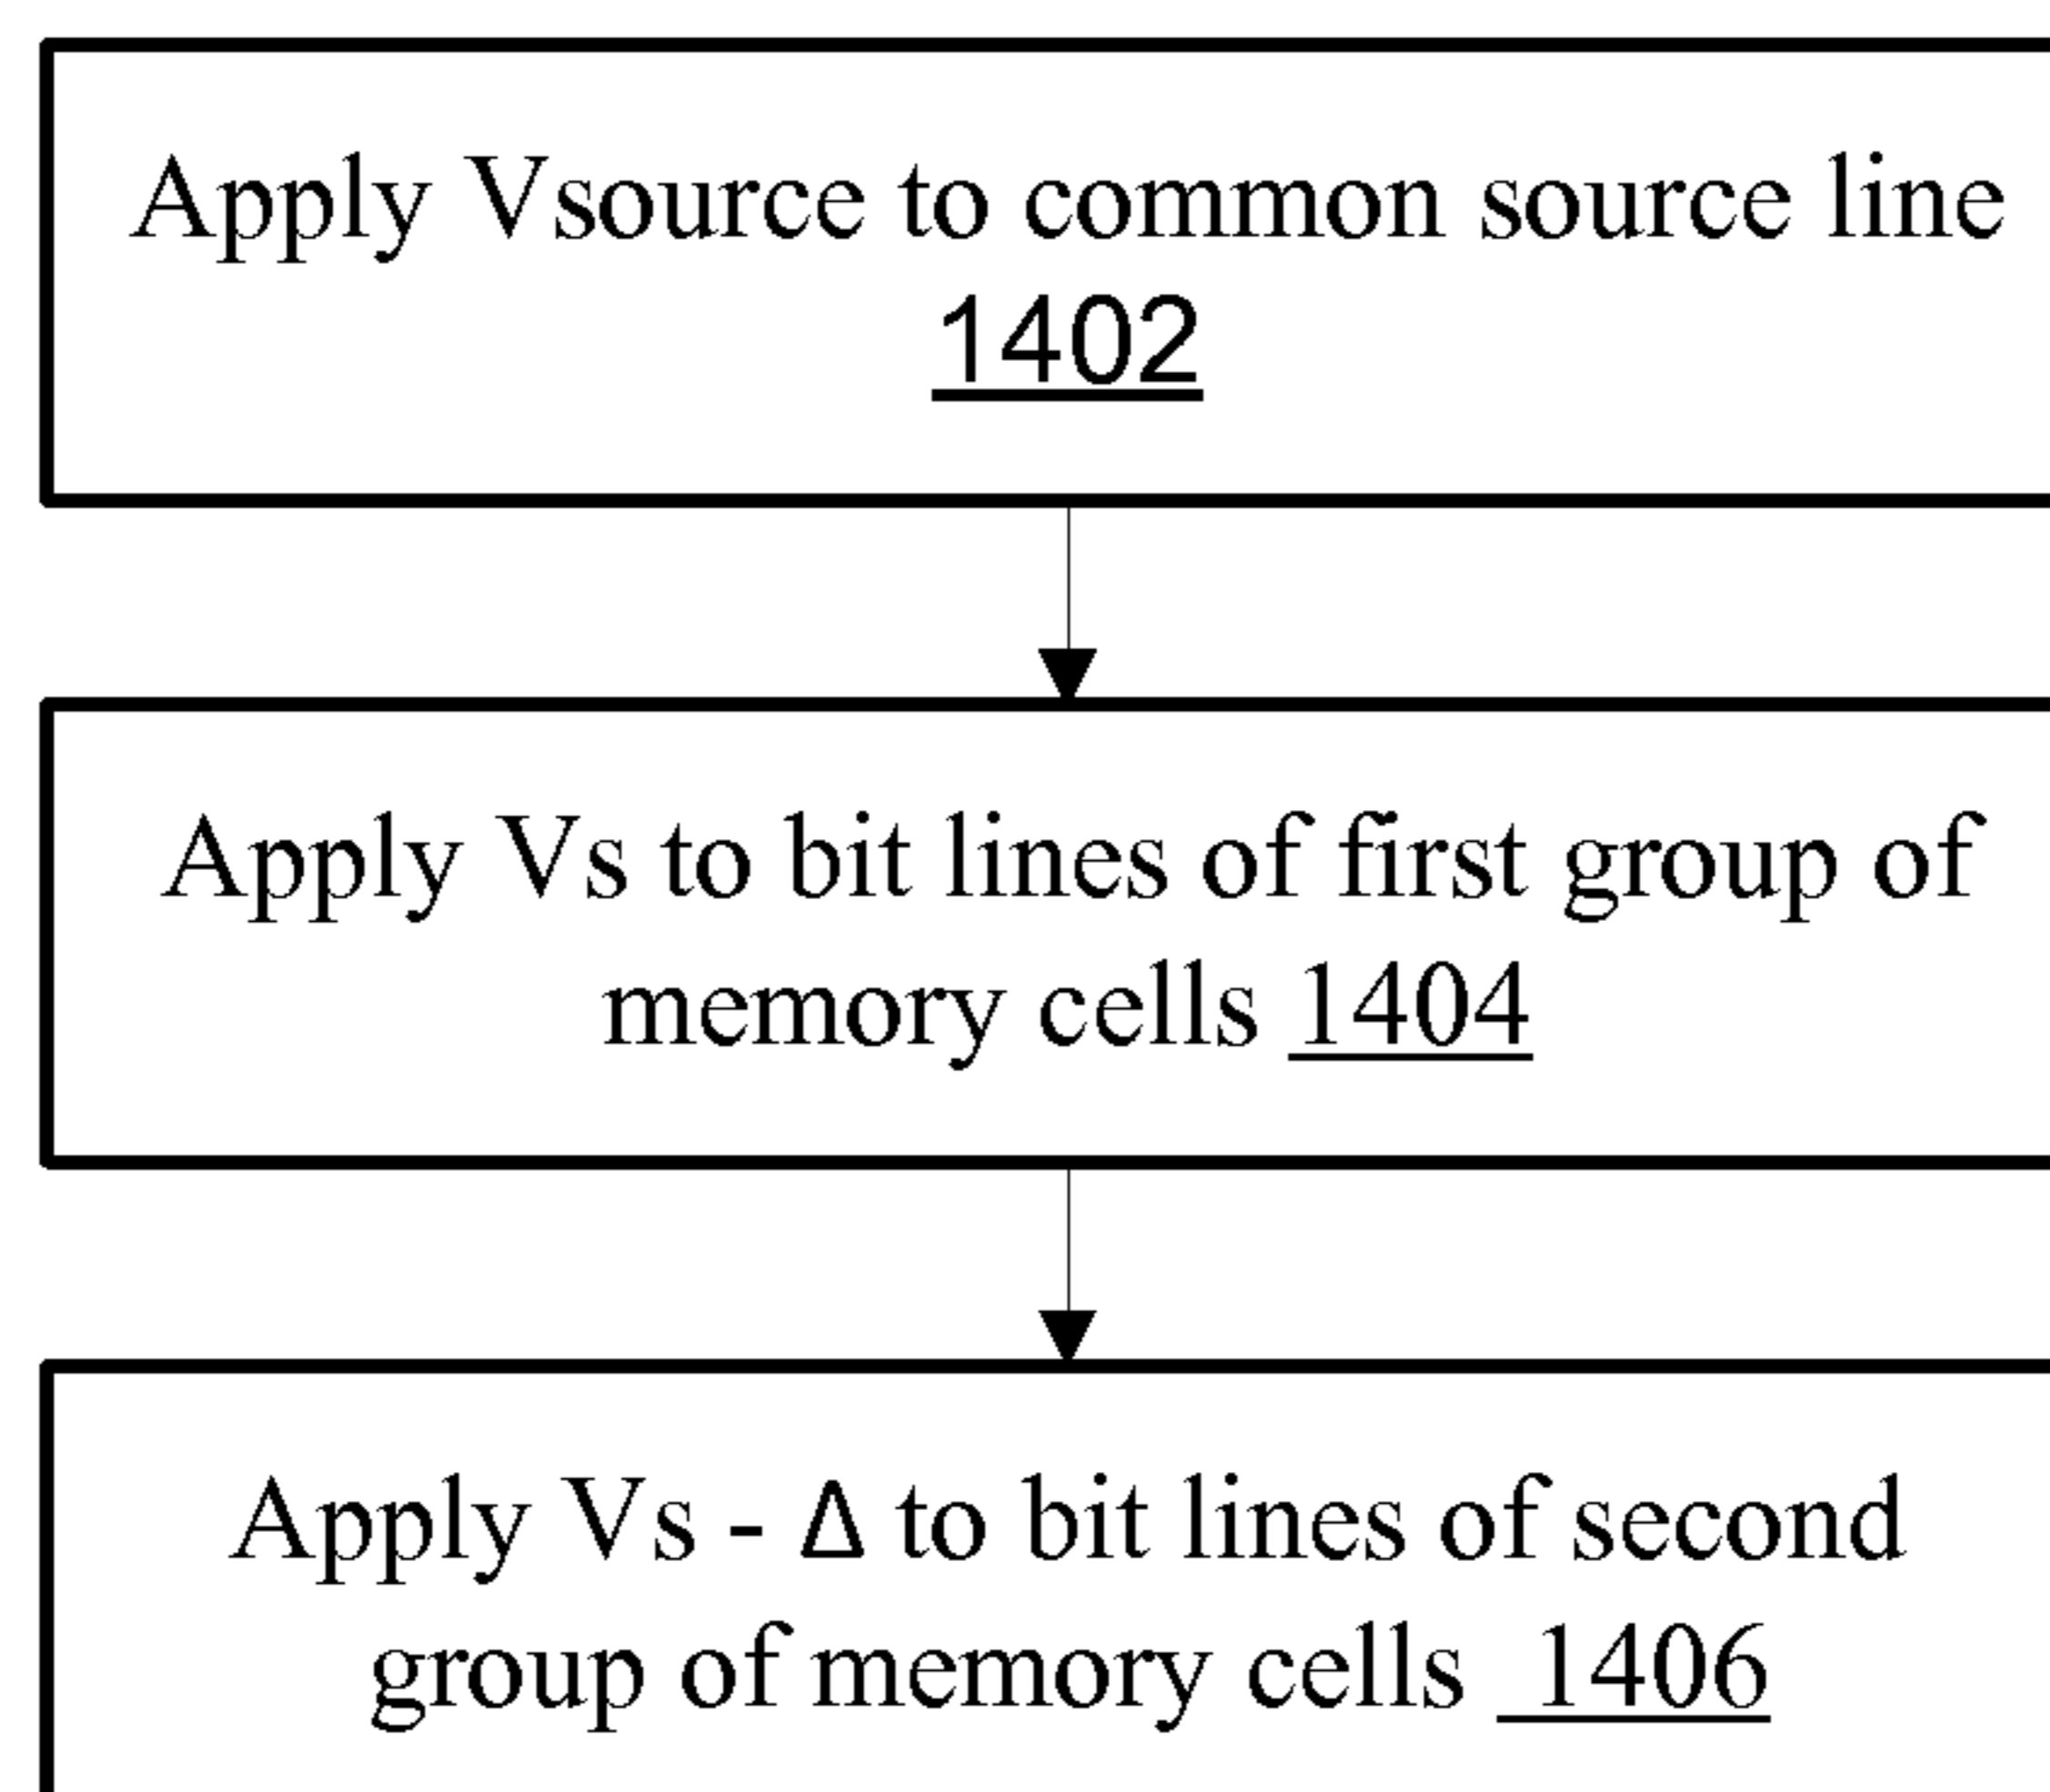 Apply Vsource to common source line
1402
Apply Vs to bit lines of first group of
memory cells 1404
Apply Vs - Δ to bit lines of second
group of memory cells 1406